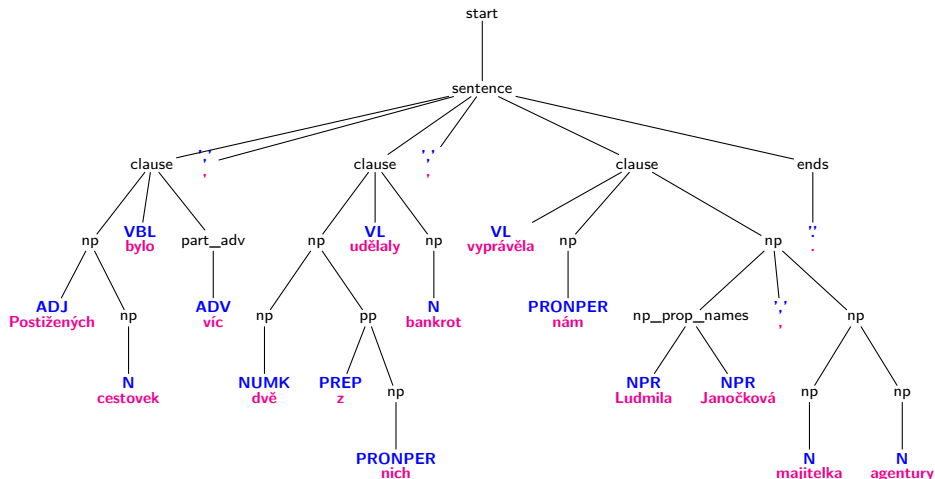 start
sentence
clause ',' clause ',' clause ends
, ,
np VBL part_adv np VL np VL np np '.'
bylo udělaly vyprávěla .
ADJ np ADV np pp N PRONPER np_prop_names ',' np
Postižených víc bankrot nám ,
N NUMK PREP np NPR NPR np np
cestovek dvě z Ludmila Janočková
PRONPER N N
nich majitelka agentury